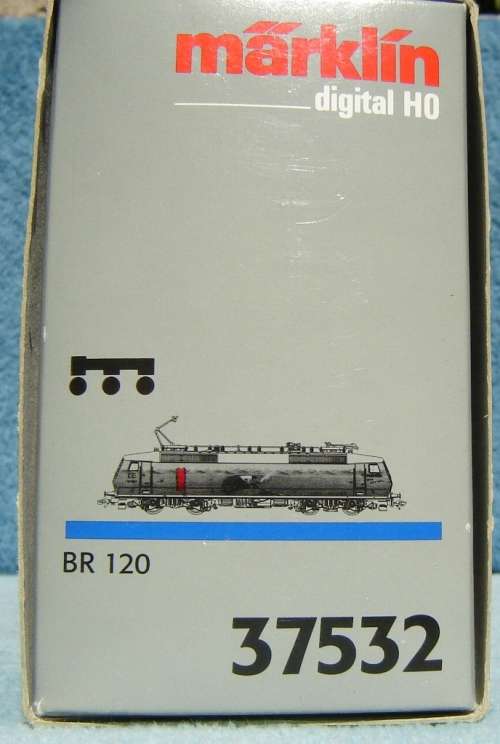 märklin
digital H0
BR 120
37532